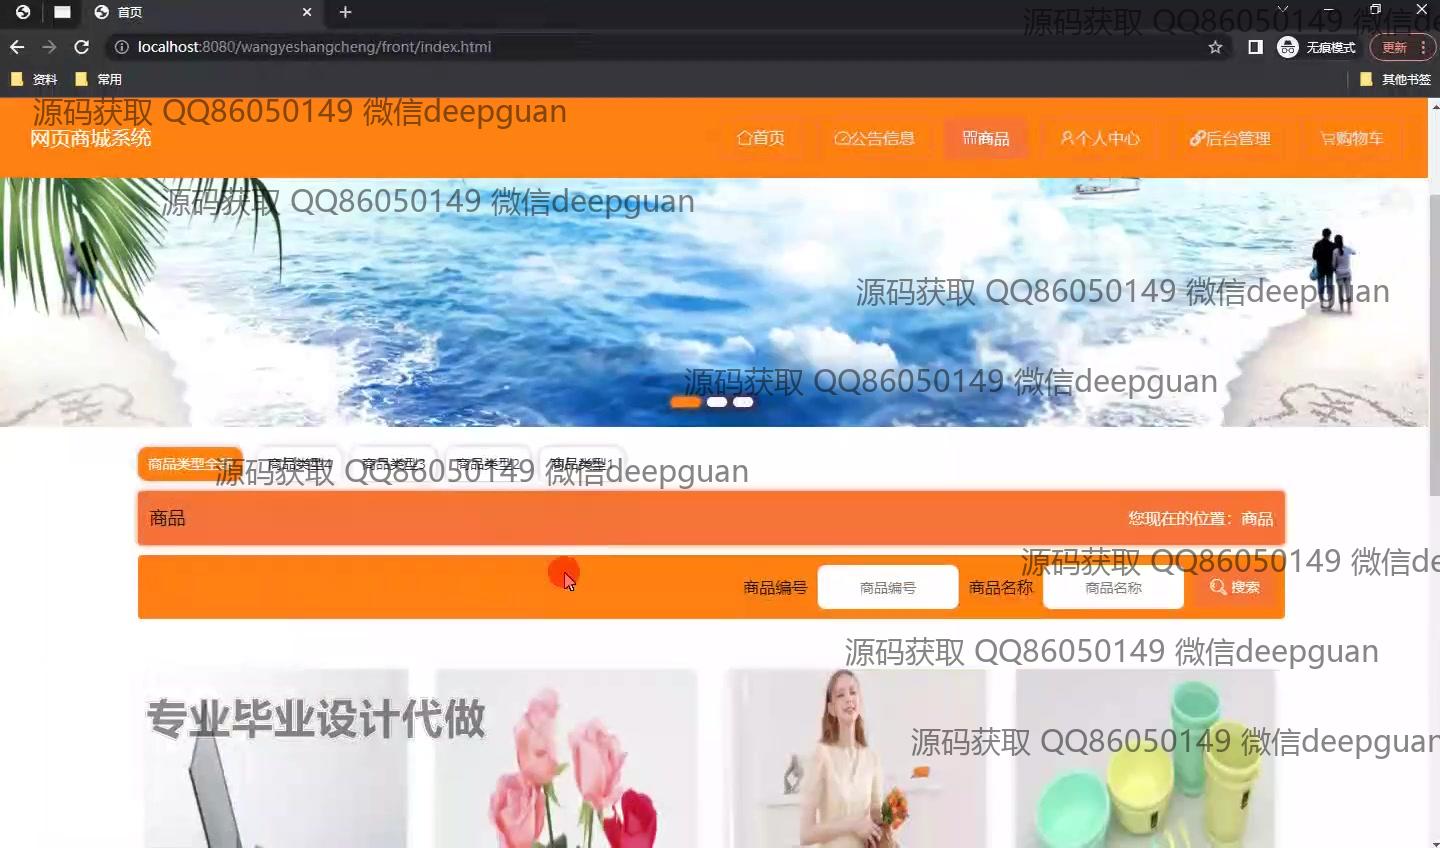 首页
源码获取 QQ86050149 微信de
localhost:8080/wangyeshangcheng/front/index.html
无痕模式
更新
资料
常用
其他书签
源码获取 QQ86050149 微信deepguan
网页商城系统
首页
公告信息
商品
个人中心
后台管理
购物车
源码获取 QQ86050149 微信deepguan
源码获取 QQ86050149 微信deepguan
源码获取 QQ86050149 微信deepguan
商品类型全部
商品类型4
商品类型3
商品类型2
商品类型1
源码获取 QQ86050149 微信deepguan
商品
您现在的位置：商品
源码获取 QQ86050149 微信de
商品编号
商品编号
商品名称
商品名称
搜索
源码获取 QQ86050149 微信deepguan
专业毕业设计代做
源码获取 QQ86050149 微信deepguan